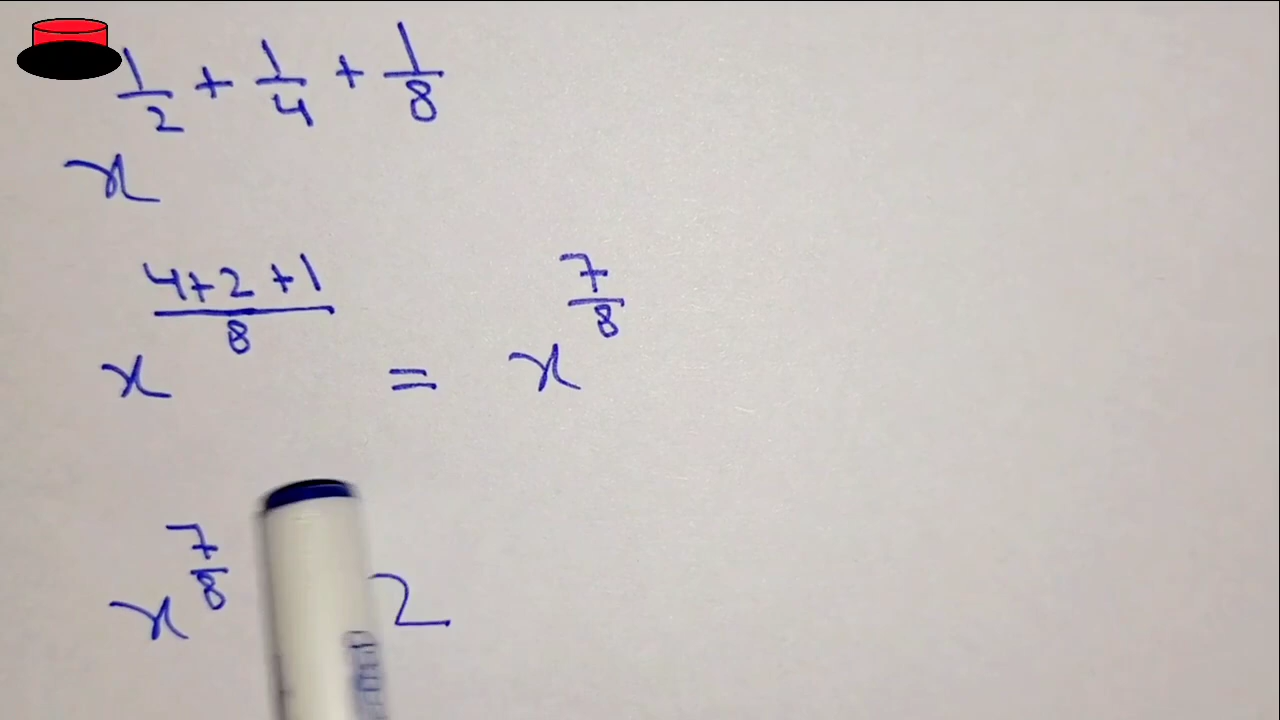 x^(1/2 + 1/4 + 1/8)
x^((4+2+1)/8) = x^(7/8)
x^(7/8) 2